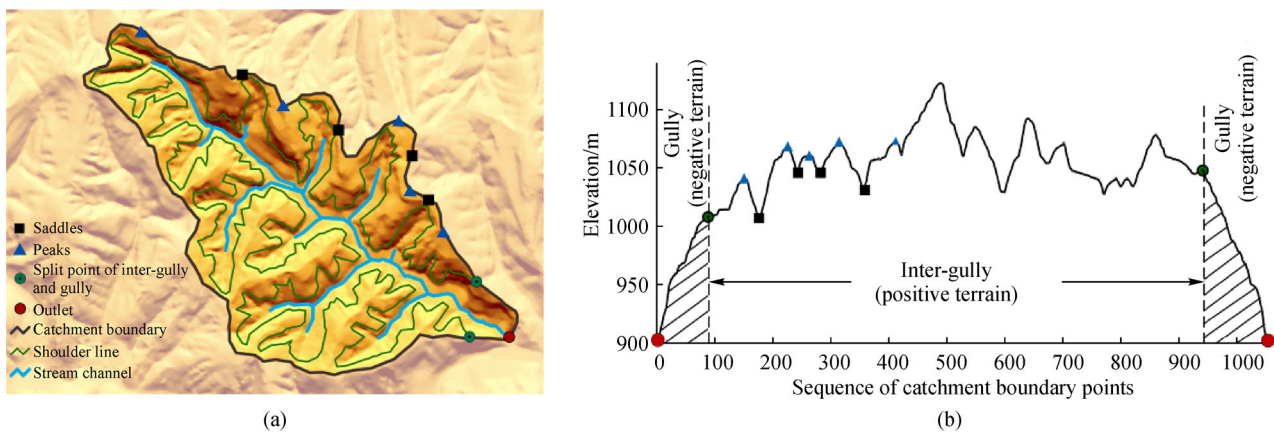 Saddles
Peaks
Split point of inter-gully
and gully
Outlet
Catchment boundary
Shoulder line
Stream channel
(a)
Elevation/m
1100
1050
1000
950
900
Gully
(negative terrain)
Inter-gully
(positive terrain)
Gully
(negative terrain)
0 100 200 300 400 500 600 700 800 900 1000
Sequence of catchment boundary points
(b)